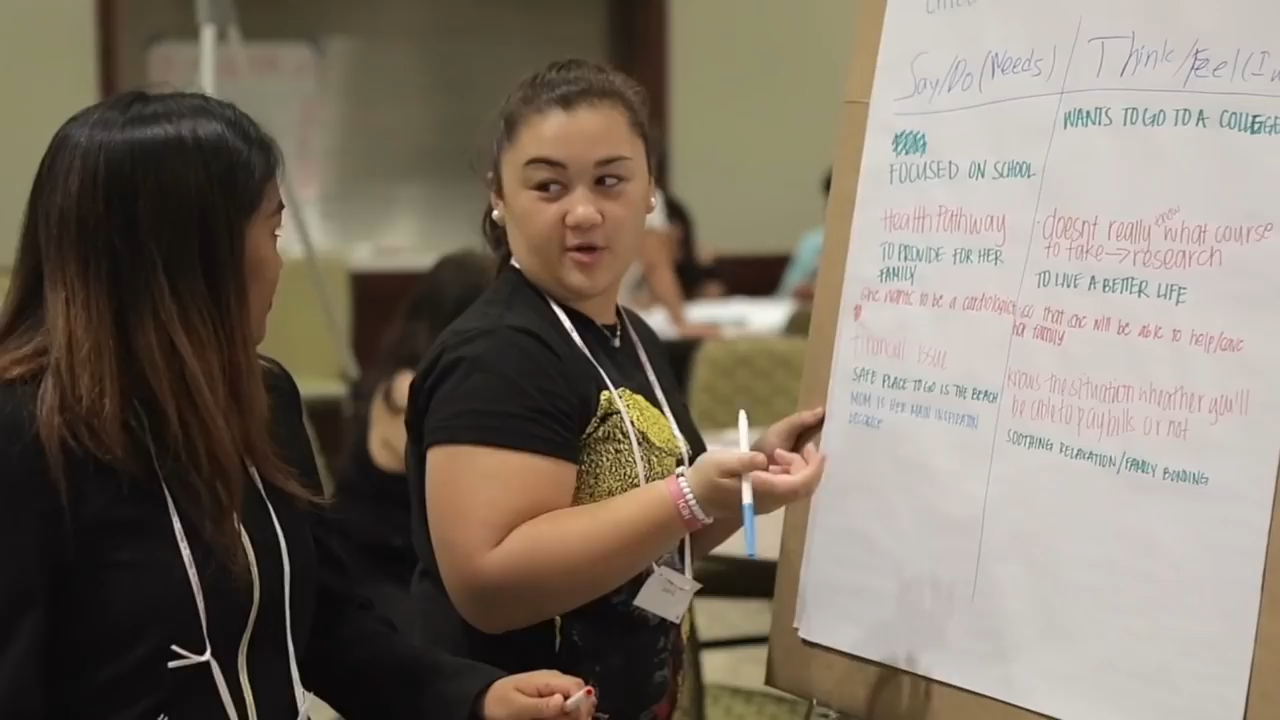 Say/Do (Needs)
Think/Feel (I
WANTS TO GO TO A COLLEGE
FOCUSED ON SCHOOL
Health Pathway
-doesnt really know what course
to take→research
TO PROVIDE FOR HER
FAMILY
TO LIVE A BETTER LIFE
she wants to be a cardiologist so that she will be able to help/save
her family
financial issue
knows the situation wheather you'll
be able to pay bills or not
SAFE PLACE TO GO IS THE BEACH
SOOTHING RELAXATION/FAMILY BONDING
MOM IS HER MAIN INSPIRATION